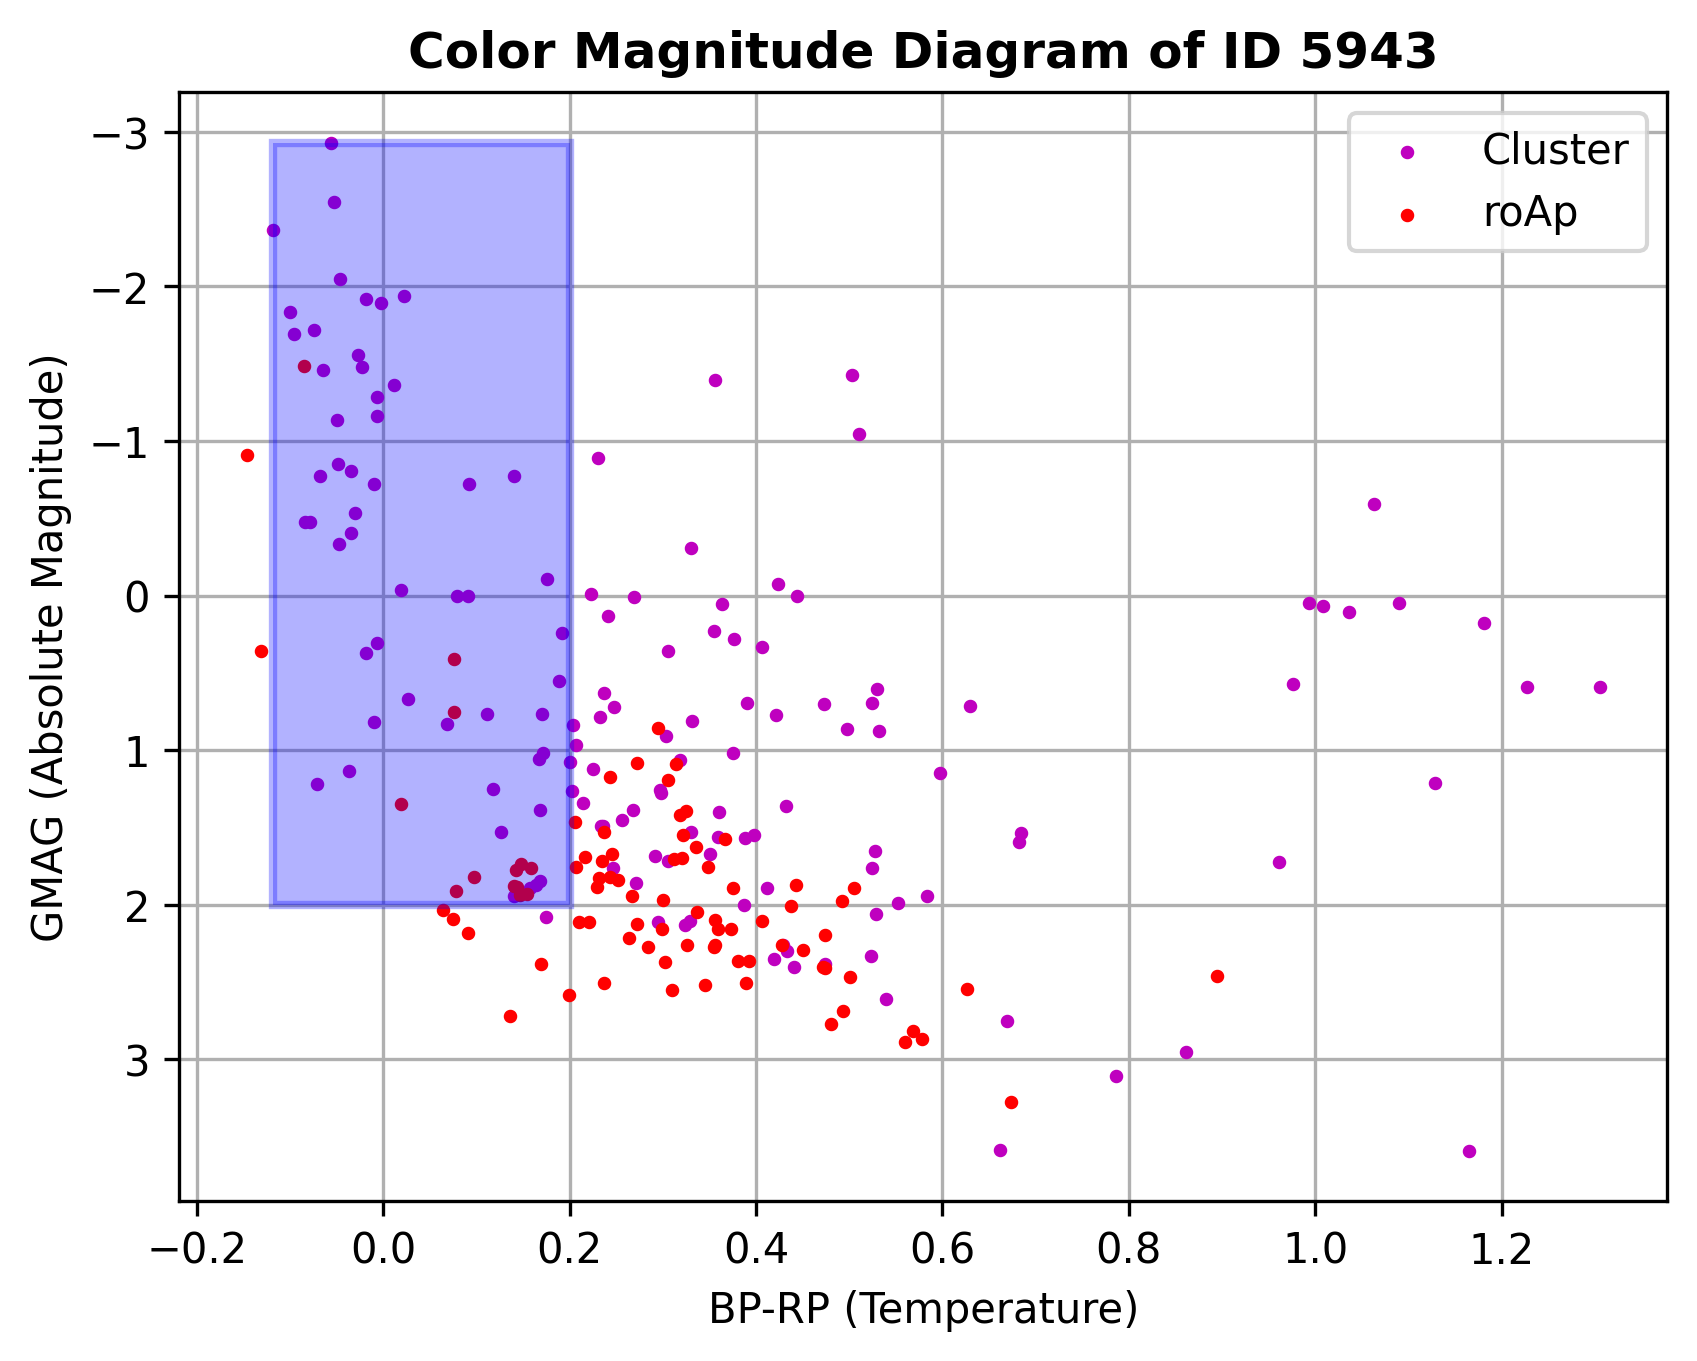 Color Magnitude Diagram of ID 5943
Cluster
roAp
−3
−2
−1
0
1
2
3
GMAG (Absolute Magnitude)
−0.2 0.0 0.2 0.4 0.6 0.8 1.0 1.2
BP-RP (Temperature)